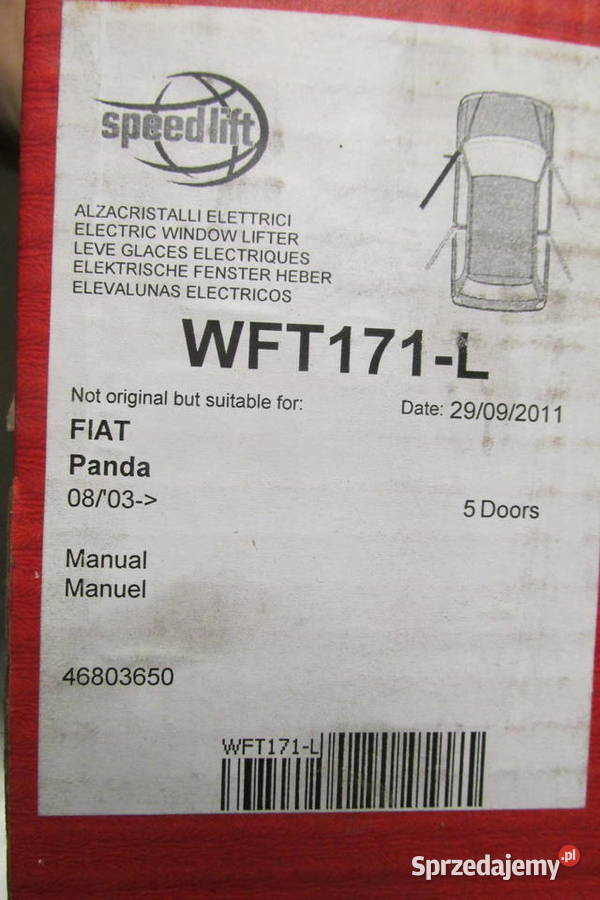 speedlift
ALZACRISTALLI ELETTRICI
ELECTRIC WINDOW LIFTER
LEVE GLACES ELECTRIQUES
ELEKTRISCHE FENSTER HEBER
ELEVALUNAS ELECTRICOS
WFT171-L
Not original but suitable for:
Date: 29/09/2011
FIAT
Panda
08/'03->
5 Doors
Manual
Manuel
46803650
WFT171-L
Sprzedajemy.pl